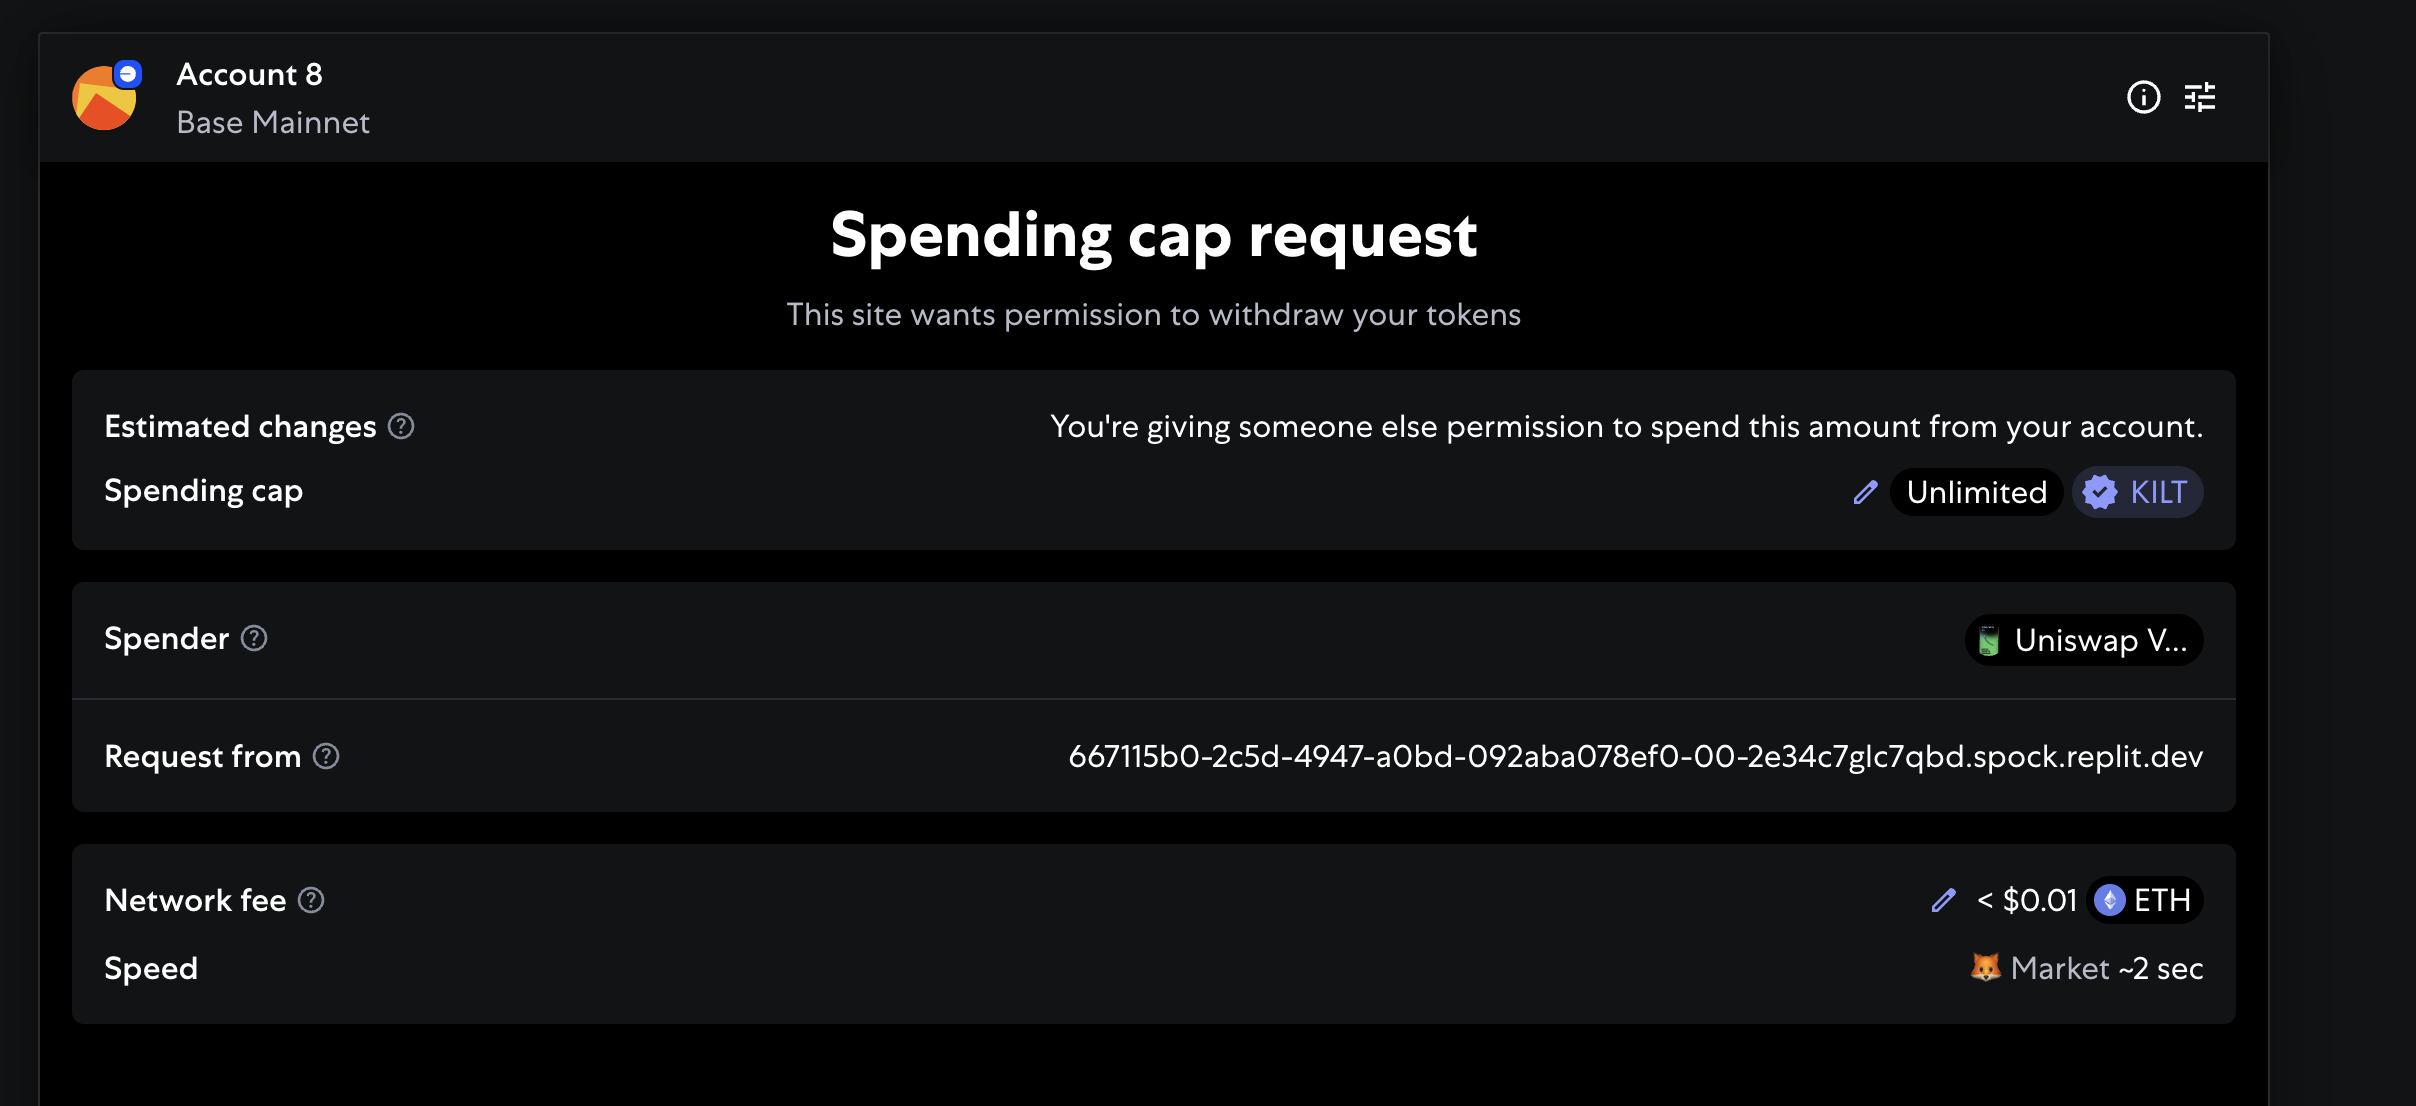 Account 8
Base Mainnet
Spending cap request
This site wants permission to withdraw your tokens
Estimated changes You're giving someone else permission to spend this amount from your account.
Spending cap Unlimited KILT
Spender Uniswap V...
Request from 667115b0-2c5d-4947-a0bd-092aba078ef0-00-2e34c7glc7qbd.spock.replit.dev
Network fee < $0.01 ETH
Speed Market ~2 sec